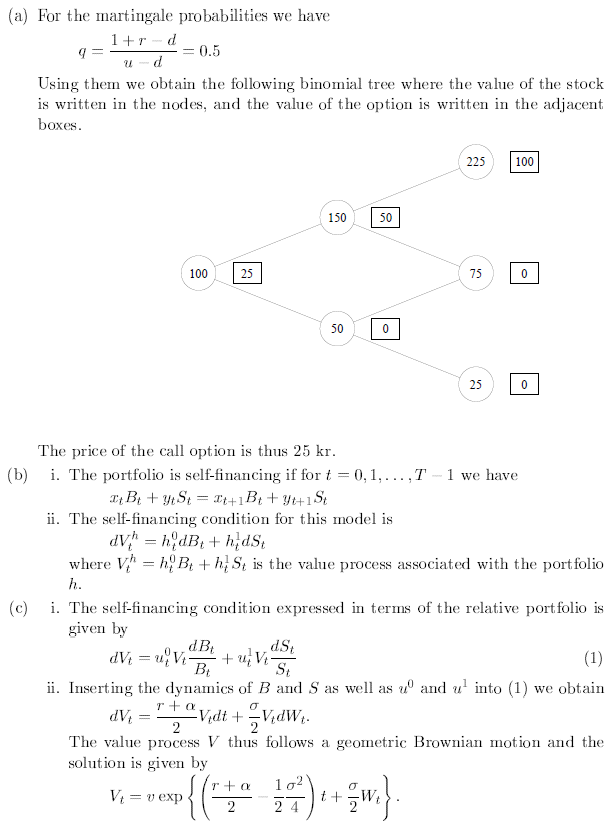 (a) For the martingale probabilities we have
q = \frac{1 + r - d}{u - d} = 0.5
Using them we obtain the following binomial tree where the value of the stock
is written in the nodes, and the value of the option is written in the adjacent
boxes.
225 100
150 50
100 25 75 0
50 0
25 0
The price of the call option is thus 25 kr.
(b) i. The portfolio is self-financing if for t = 0, 1, . . . , T − 1 we have
x_t B_t + y_t S_t = x_{t+1} B_t + y_{t+1} S_t
ii. The self-financing condition for this model is
dV_t^h = h_t^0 dB_t + h_t^1 dS_t
where V_t^h = h_t^0 B_t + h_t^1 S_t is the value process associated with the portfolio
h.
(c) i. The self-financing condition expressed in terms of the relative portfolio is
given by
dV_t = u_t^0 V_t \frac{dB_t}{B_t} + u_t^1 V_t \frac{dS_t}{S_t} (1)
ii. Inserting the dynamics of B and S as well as u^0 and u^1 into (1) we obtain
dV_t = \frac{r + α}{2} V_t dt + \frac{σ}{2} V_t dW_t.
The value process V thus follows a geometric Brownian motion and the
solution is given by
V_t = v exp { ( \frac{r + α}{2} − \frac{1}{2} \frac{σ^2}{4} ) t + \frac{σ}{2} W_t } .